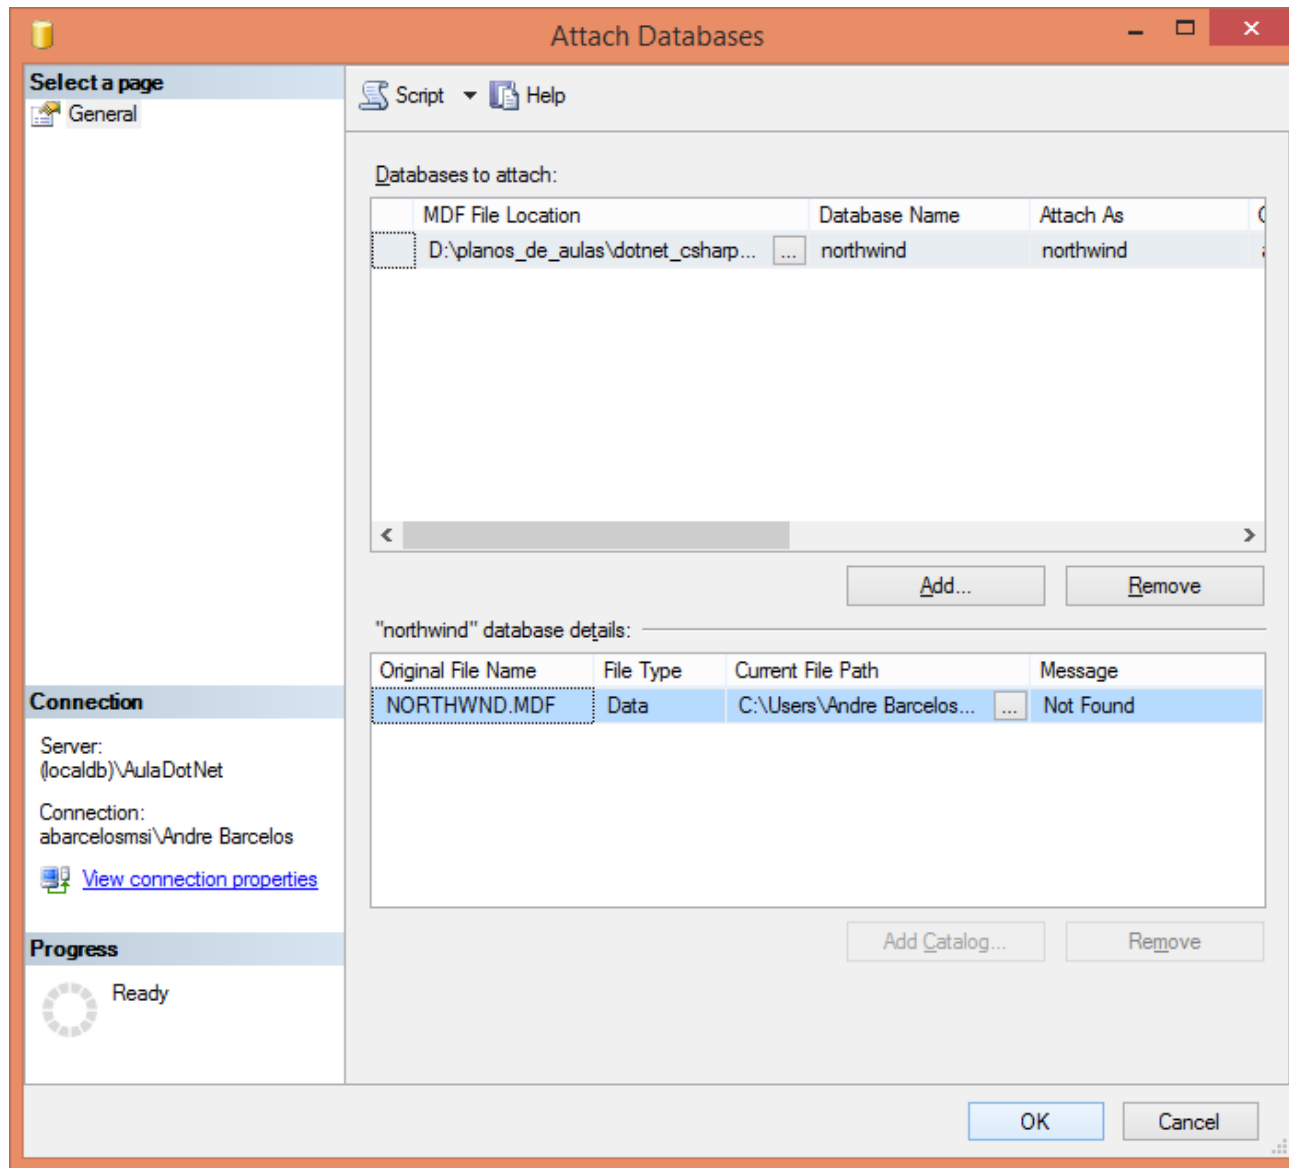 Attach Databases
Select a page
General
Script
Help
Databases to attach:
MDF File Location Database Name Attach As
D:\planos_de_aulas\dotnet_csharp... ... northwind northwind
Add... Remove
"northwind" database details:
Original File Name File Type Current File Path Message
NORTHWND.MDF Data C:\Users\Andre Barcelos... ... Not Found
Connection
Server:
(localdb)\AulaDotNet
Connection:
abarcelosmsi\Andre Barcelos
View connection properties
Add Catalog... Remove
Progress
Ready
OK Cancel